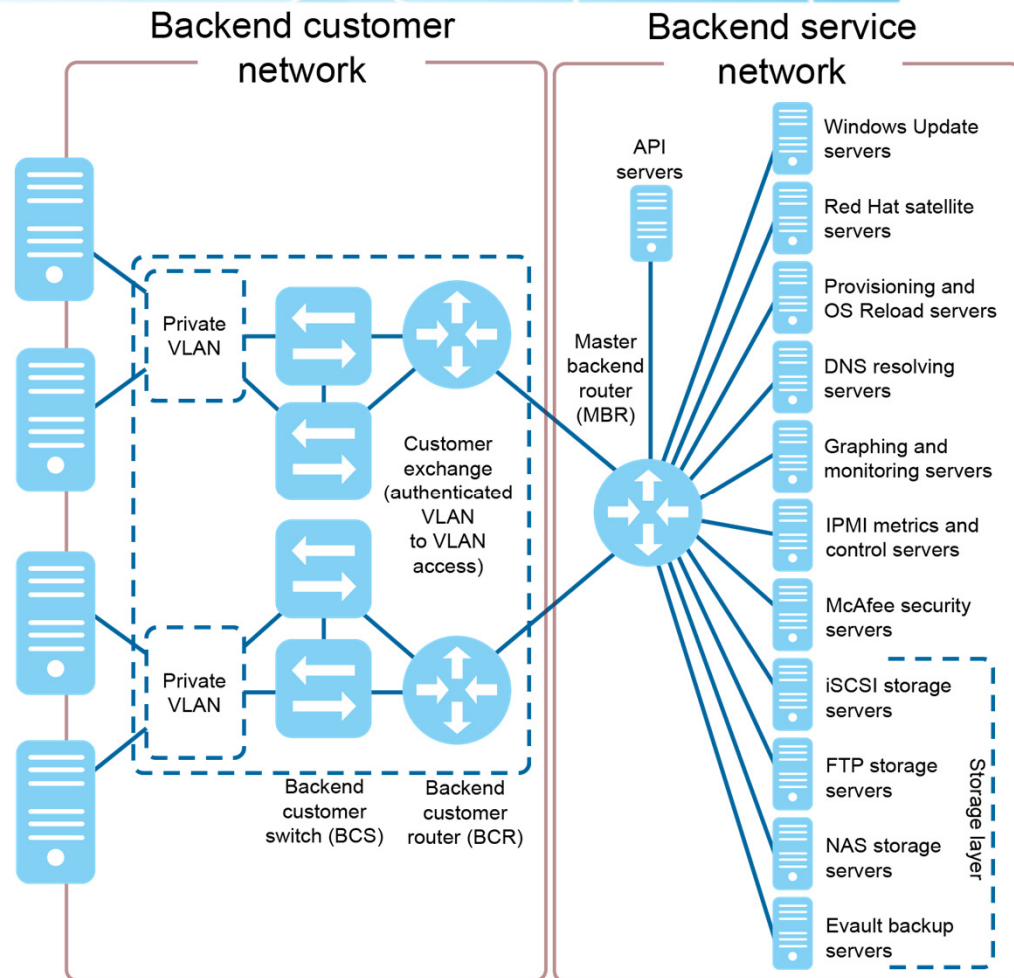 Backend customer
network
Backend service
network
Private
VLAN
Customer
exchange
(authenticated
VLAN
to VLAN
access)
Private
VLAN
Backend
customer
switch (BCS)
Backend
customer
router (BCR)
API
servers
Master
backend
router
(MBR)
Windows Update
servers
Red Hat satellite
servers
Provisioning and
OS Reload servers
DNS resolving
servers
Graphing and
monitoring servers
IPMI metrics and
control servers
McAfee security
servers
iSCSI storage
servers
FTP storage
servers
NAS storage
servers
Evault backup
servers
Storage layer